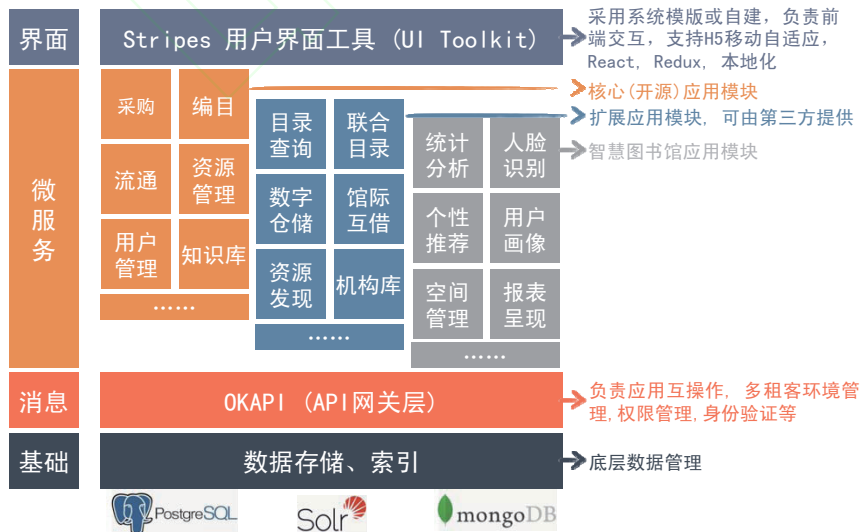 界面
Stripes 用户界面工具 (UI Toolkit)
采用系统模版或自建, 负责前
端交互, 支持H5移动自适应,
React, Redux, 本地化
微
服
务
采购
编目
流通
资源
管理
用户
管理
知识库
……
目录
查询
联合
目录
数字
仓储
馆际
互借
资源
发现
机构库
……
统计
分析
人脸
识别
个性
推荐
用户
画像
空间
管理
报表
呈现
……
核心(开源)应用模块
扩展应用模块, 可由第三方提供
智慧图书馆应用模块
消息
OKAPI (API网关层)
负责应用互操作, 多租客环境管
理,权限管理,身份验证等
基础
数据存储、索引
底层数据管理
PostgreSQL
Solr
mongoDB